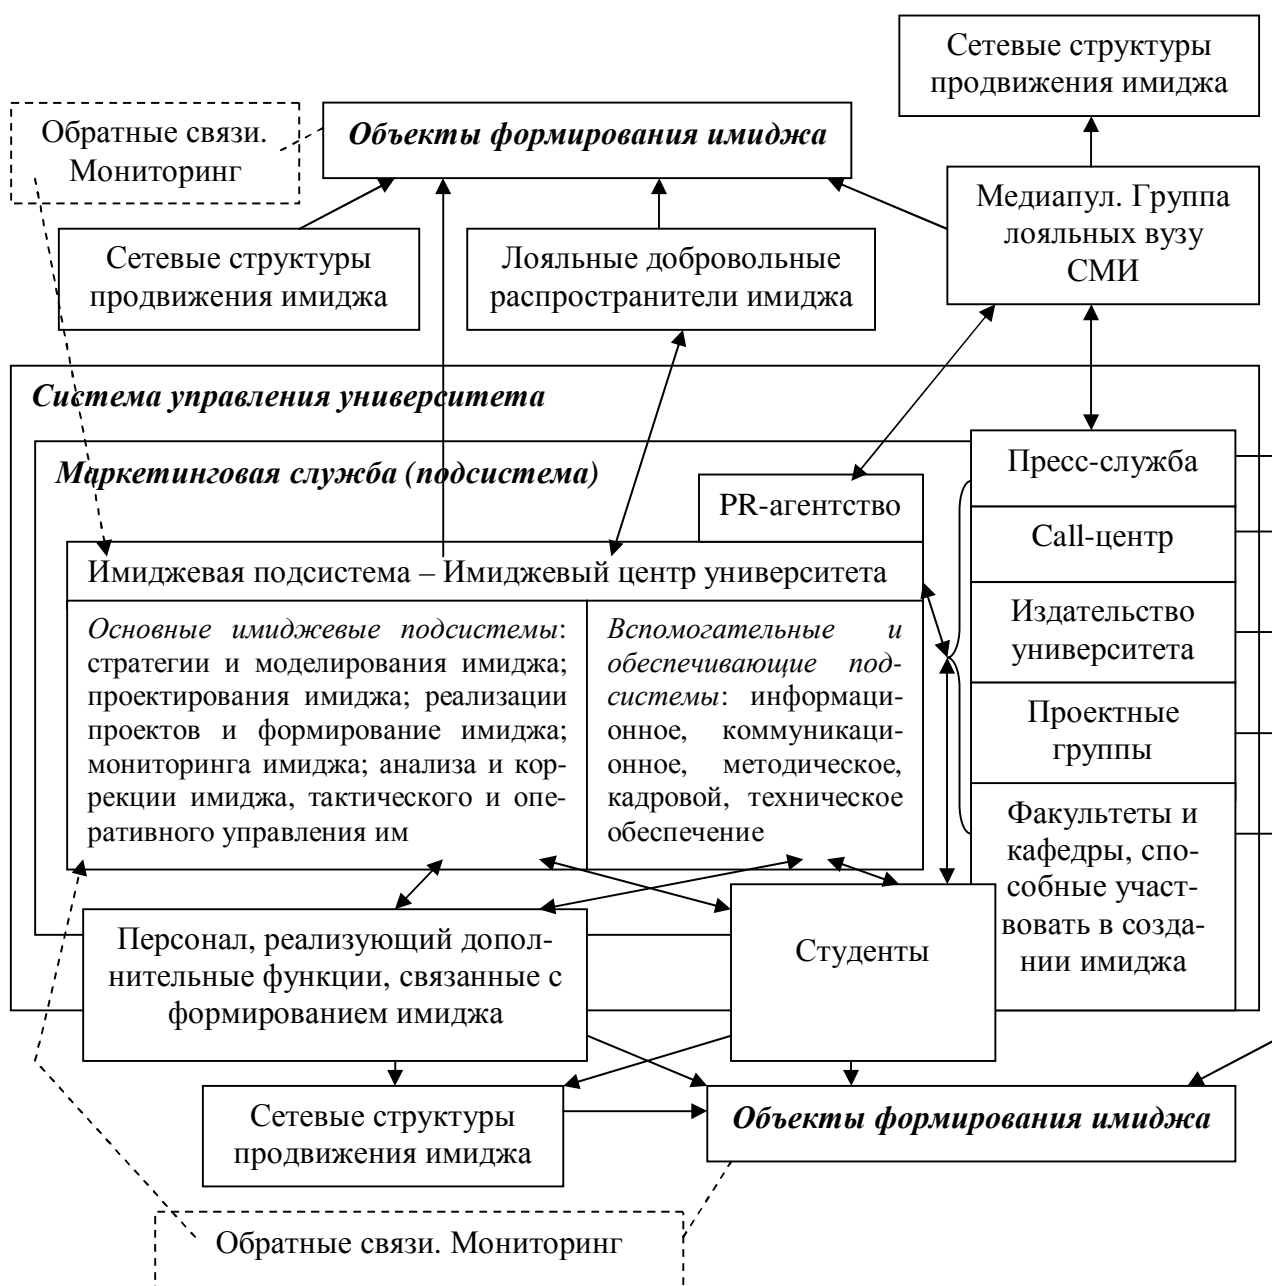 Сетевые структуры
продвижения имиджа
Обратные связи.
Мониторинг
Объекты формирования имиджа
Медиапул. Группа
лояльных вузу
СМИ
Сетевые структуры
продвижения имиджа
Лояльные добровольные
распространители имиджа
Система управления университета
Маркетинговая служба (подсистема)
PR-агентство
Пресс-служба
Call-центр
Издательство
университета
Проектные
группы
Факультеты и
кафедры, спо-
собные участ-
вовать в созда-
нии имиджа
Имиджевая подсистема – Имиджевый центр университета
Основные имиджевые подсистемы:
стратегии и моделирования имиджа;
проектирования имиджа; реализации
проектов и формирование имиджа;
мониторинга имиджа; анализа и кор-
рекции имиджа, тактического и опе-
ративного управления им
Вспомогательные и
обеспечивающие под-
системы: информаци-
онное, коммуникаци-
онное, методическое,
кадровой, техническое
обеспечение
Персонал, реализующий допол-
нительные функции, связанные с
формированием имиджа
Студенты
Сетевые структуры
продвижения имиджа
Объекты формирования имиджа
Обратные связи. Мониторинг